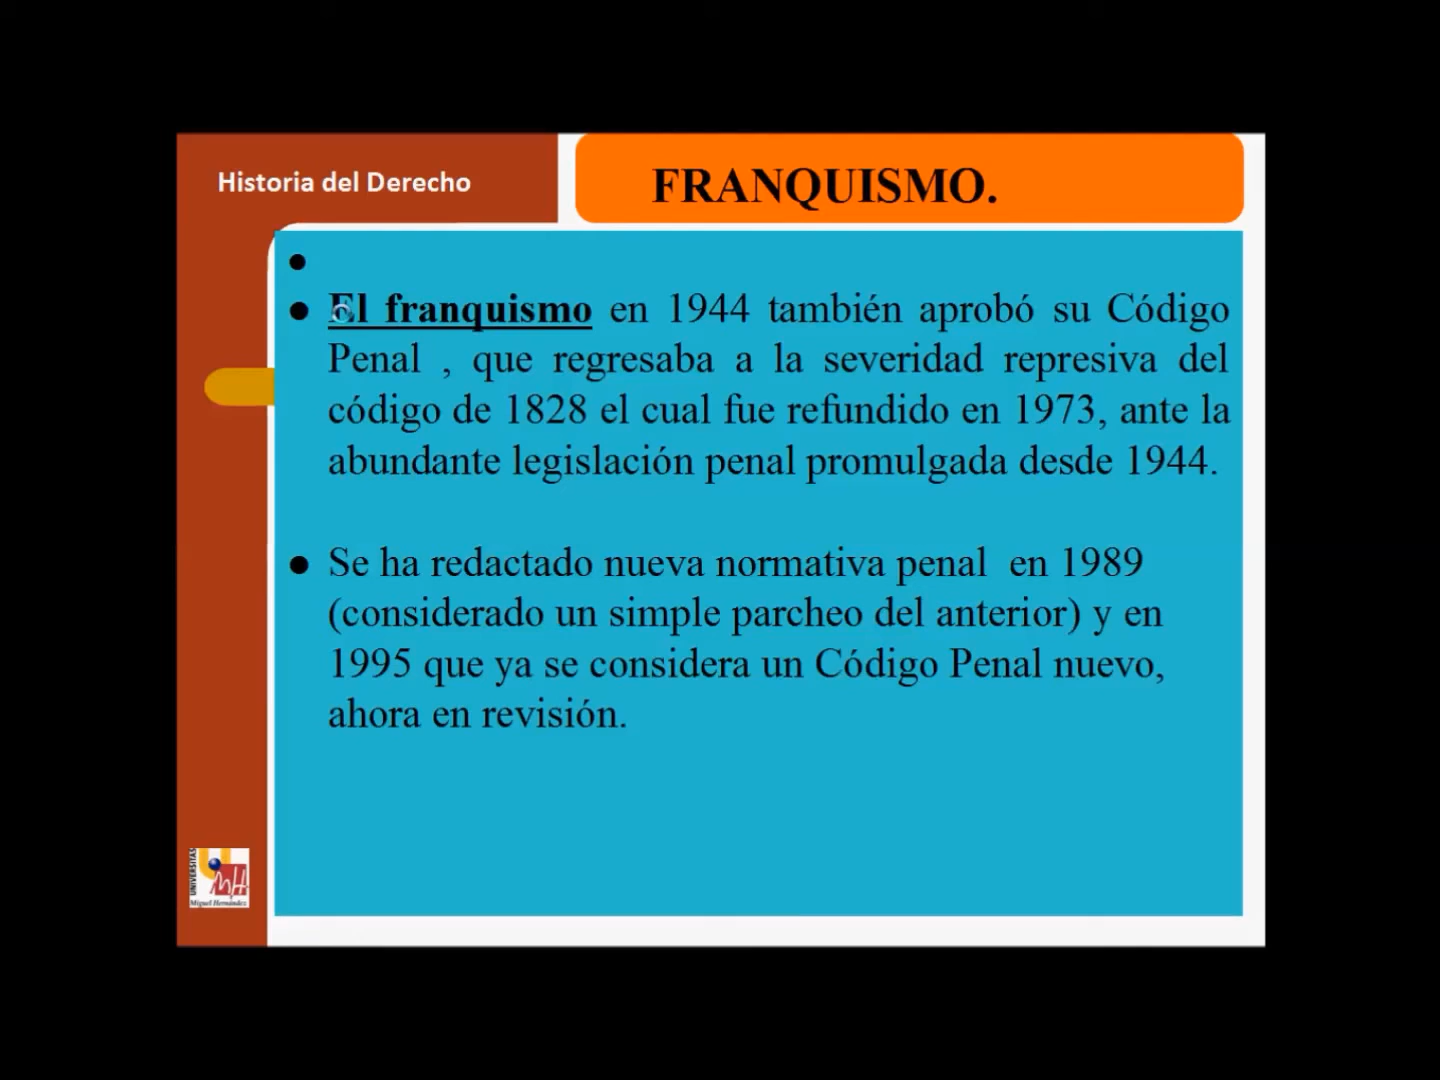 Historia del Derecho
FRANQUISMO.
El franquismo en 1944 también aprobó su Código
Penal , que regresaba a la severidad represiva del
código de 1828 el cual fue refundido en 1973, ante la
abundante legislación penal promulgada desde 1944.
Se ha redactado nueva normativa penal en 1989
(considerado un simple parcheo del anterior) y en
1995 que ya se considera un Código Penal nuevo,
ahora en revisión.
UNIVERSITAS
Miguel Hernández